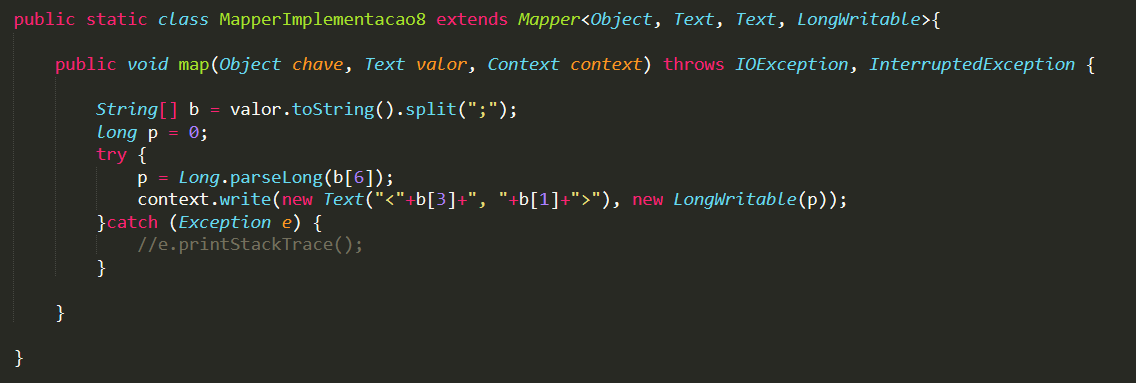 public static class MapperImplementacao8 extends Mapper<Object, Text, Text, LongWritable>{
public void map(Object chave, Text valor, Context context) throws IOException, InterruptedException {
String[] b = valor.toString().split(";");
long p = 0;
try {
p = Long.parseLong(b[6]);
context.write(new Text("<"+b[3]+", "+b[1]+">"), new LongWritable(p));
}catch (Exception e) {
//e.printStackTrace();
}
}
}